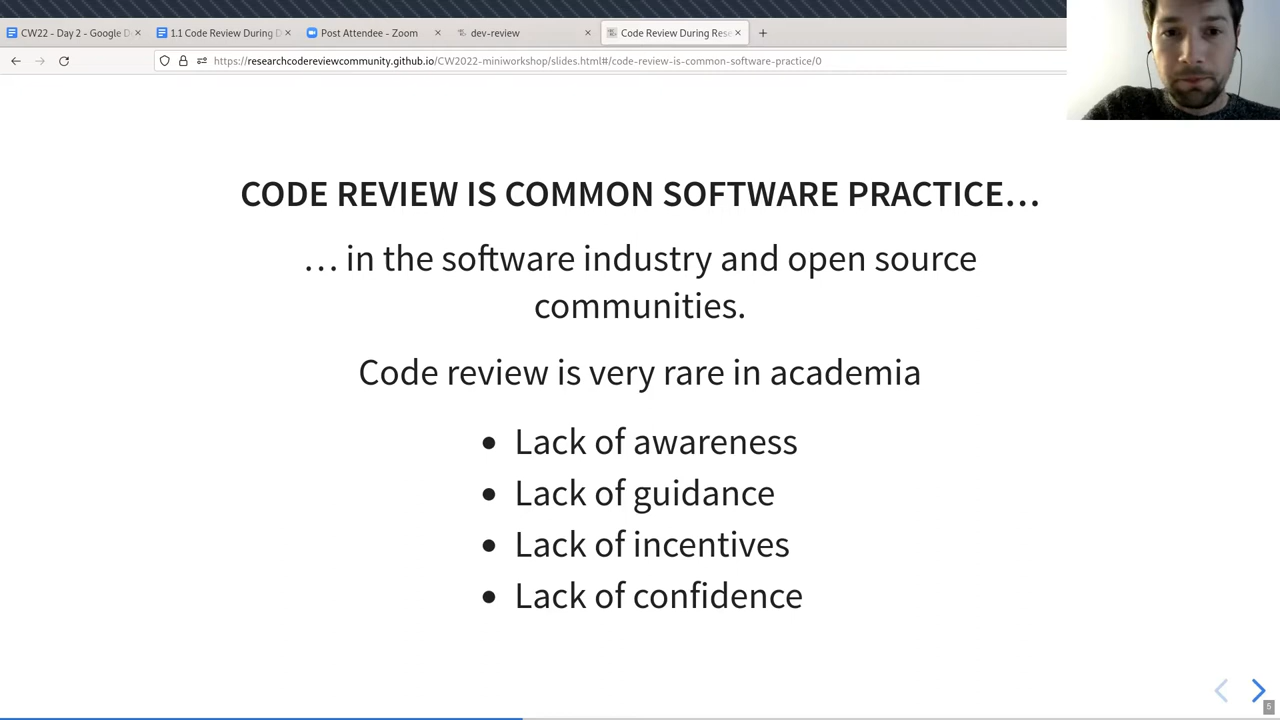 CW22 - Day 2 - Google D
1.1 Code Review During D
Post Attendee - Zoom
dev-review
Code Review During Rese
https://researchcodereviewcommunity.github.io/CW2022-miniworkshop/slides.html#/code-review-is-common-software-practice/0
CODE REVIEW IS COMMON SOFTWARE PRACTICE…
… in the software industry and open source
communities.
Code review is very rare in academia
• Lack of awareness
• Lack of guidance
• Lack of incentives
• Lack of confidence
5